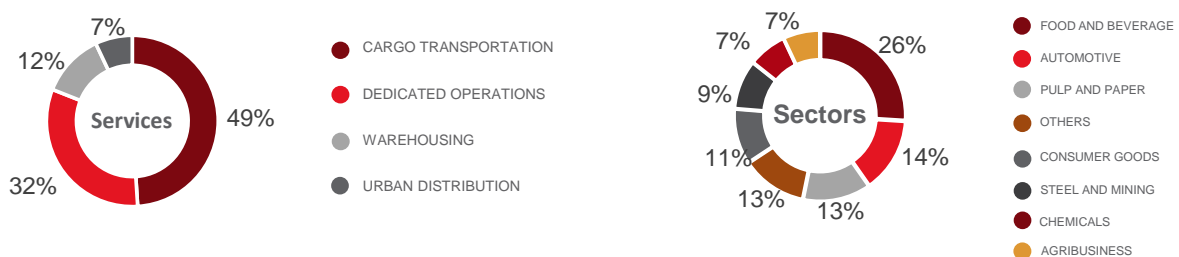 7%
12%
Services
49%
32%
CARGO TRANSPORTATION
DEDICATED OPERATIONS
WAREHOUSING
URBAN DISTRIBUTION
7%
7%
26%
9%
Sectors
11%
14%
13%
13%
FOOD AND BEVERAGE
AUTOMOTIVE
PULP AND PAPER
OTHERS
CONSUMER GOODS
STEEL AND MINING
CHEMICALS
AGRIBUSINESS